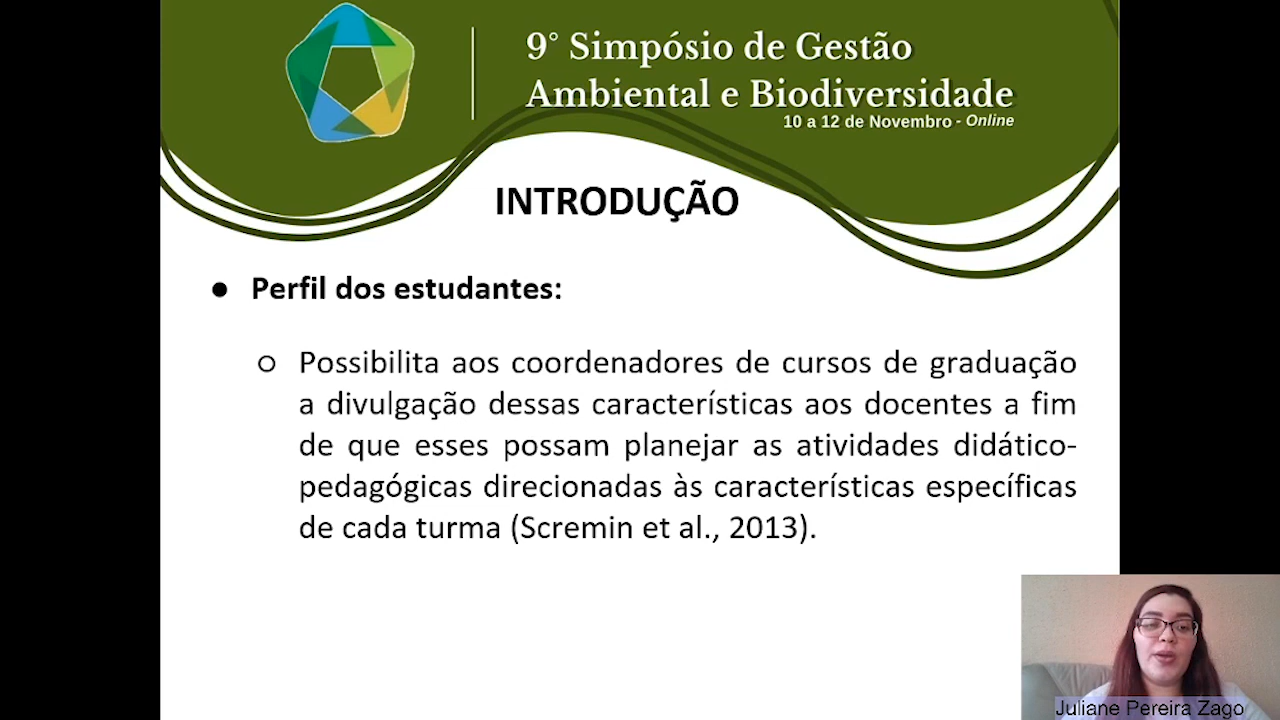 9° Simpósio de Gestão
Ambiental e Biodiversidade
10 a 12 de Novembro - Online
INTRODUÇÃO
● Perfil dos estudantes:
○ Possibilita aos coordenadores de cursos de graduação
a divulgação dessas características aos docentes a fim
de que esses possam planejar as atividades didático-
pedagógicas direcionadas às características específicas
de cada turma (Scremin et al., 2013).
Juliane Pereira Zago